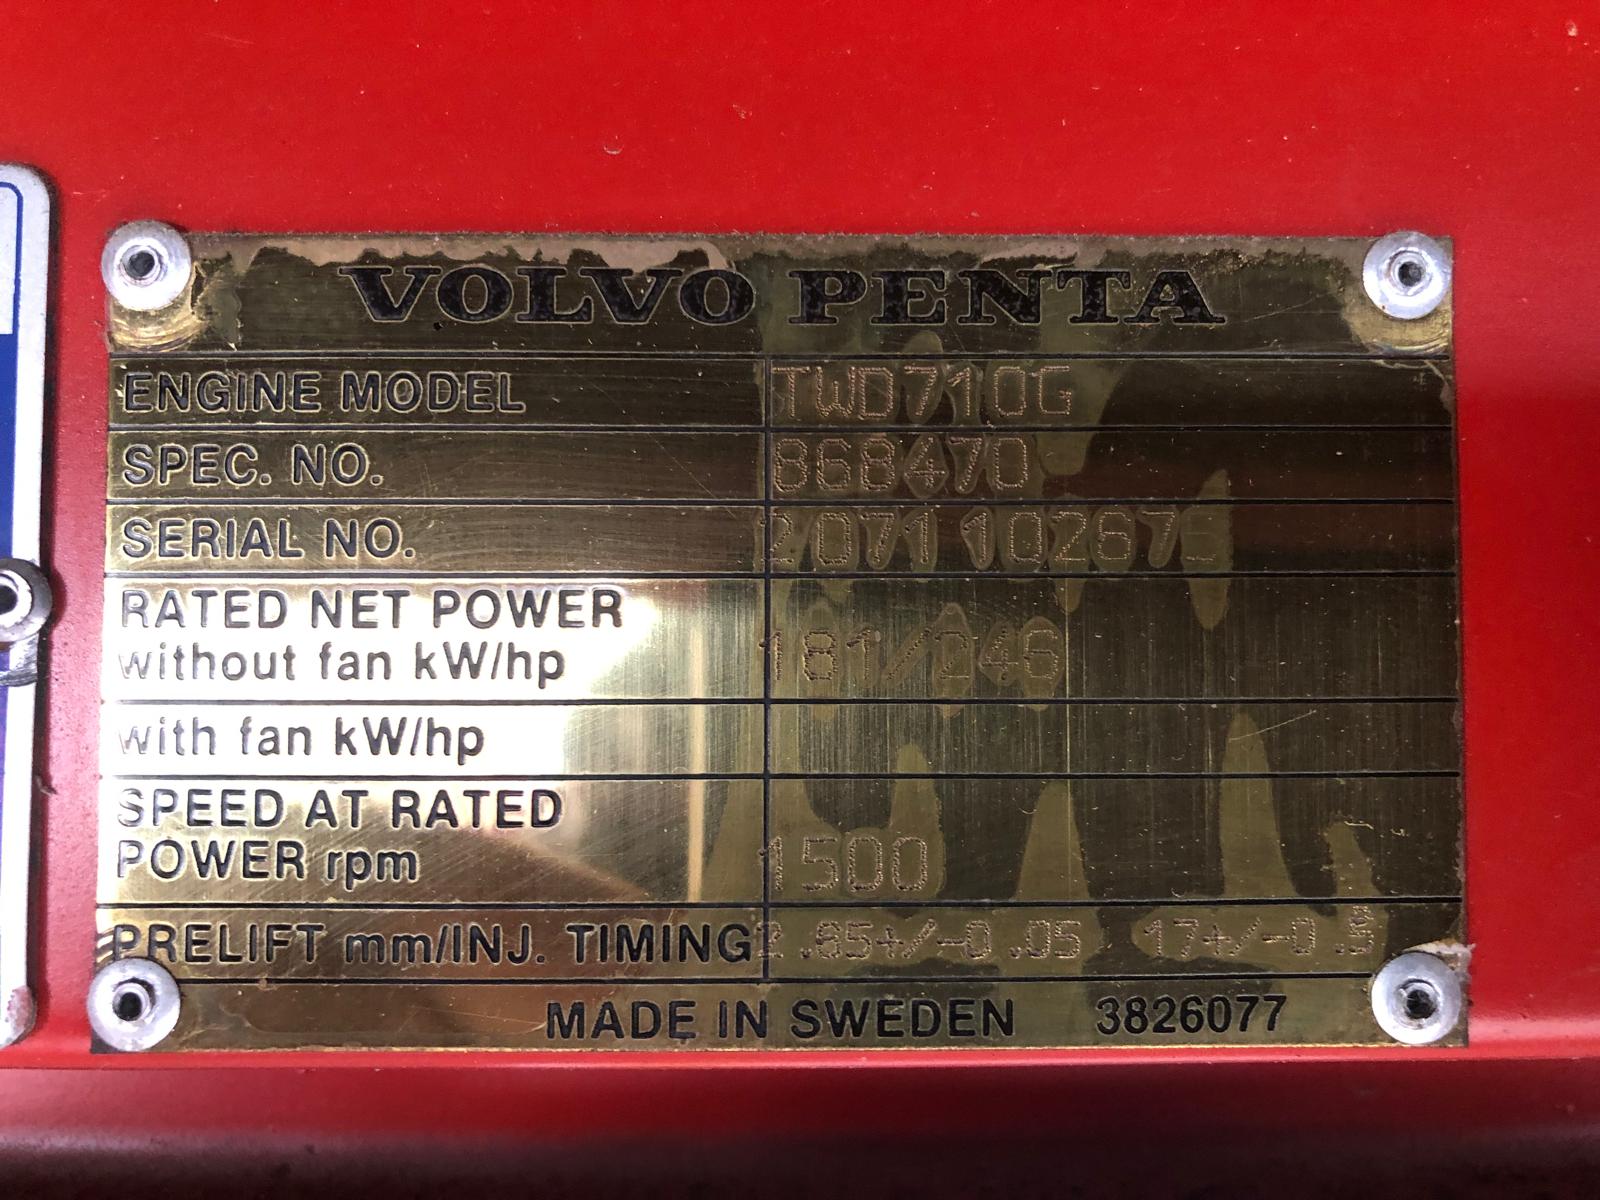 VOLVO PENTA
ENGINE MODEL TWD710G
SPEC. NO. 868470
SERIAL NO. 2071
RATED NET POWER
without fan kW/hp 181/246
with fan kW/hp
SPEED AT RATED
POWER rpm 1500
PRELIFT mm/INJ. TIMING 2.65+/-0.05 17+/-0.5
MADE IN SWEDEN 3826077